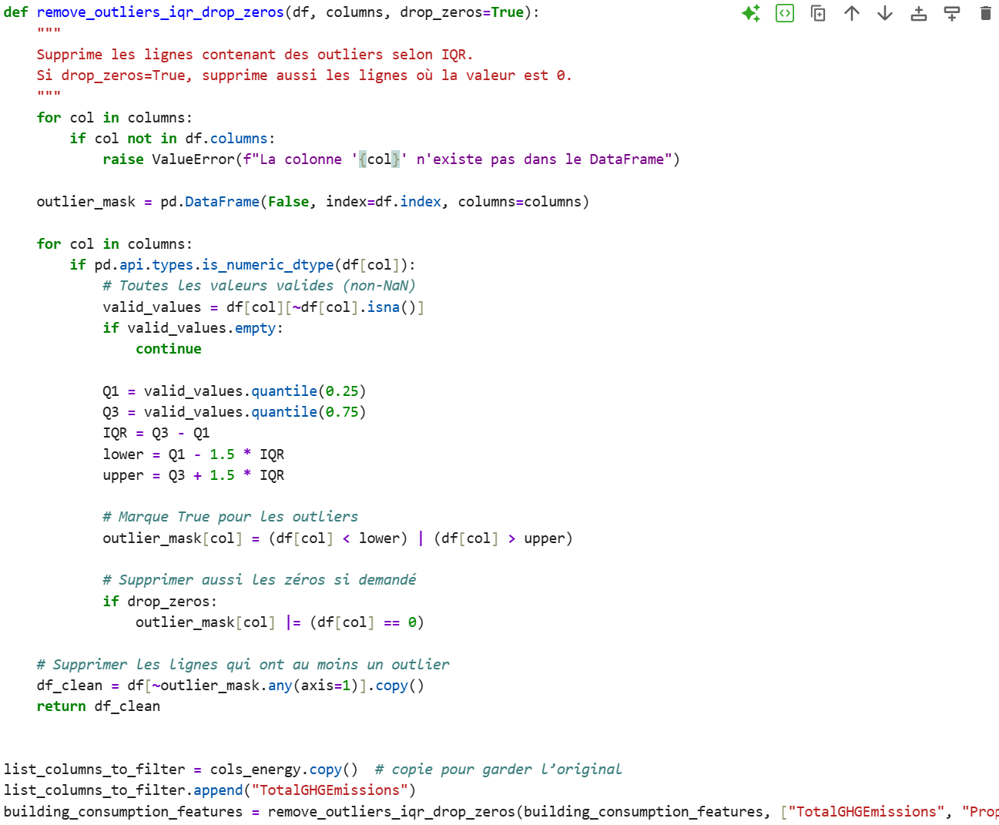 def remove_outliers_iqr_drop_zeros(df, columns, drop_zeros=True):
    """
    Supprime les lignes contenant des outliers selon IQR.
    Si drop_zeros=True, supprime aussi les lignes où la valeur est 0.
    """
    for col in columns:
        if col not in df.columns:
            raise ValueError(f"La colonne '{col}' n'existe pas dans le DataFrame")

    outlier_mask = pd.DataFrame(False, index=df.index, columns=columns)

    for col in columns:
        if pd.api.types.is_numeric_dtype(df[col]):
            # Toutes les valeurs valides (non-NaN)
            valid_values = df[col][~df[col].isna()]
            if valid_values.empty:
                continue

            Q1 = valid_values.quantile(0.25)
            Q3 = valid_values.quantile(0.75)
            IQR = Q3 - Q1
            lower = Q1 - 1.5 * IQR
            upper = Q3 + 1.5 * IQR

            # Marque True pour les outliers
            outlier_mask[col] = (df[col] < lower) | (df[col] > upper)

            # Supprimer aussi les zéros si demandé
            if drop_zeros:
                outlier_mask[col] |= (df[col] == 0)

    # Supprimer les lignes qui ont au moins un outlier
    df_clean = df[~outlier_mask.any(axis=1)].copy()
    return df_clean


list_columns_to_filter = cols_energy.copy()  # copie pour garder l’original
list_columns_to_filter.append("TotalGHGEmissions")
building_consumption_features = remove_outliers_iqr_drop_zeros(building_consumption_features, ["TotalGHGEmissions", "Prop